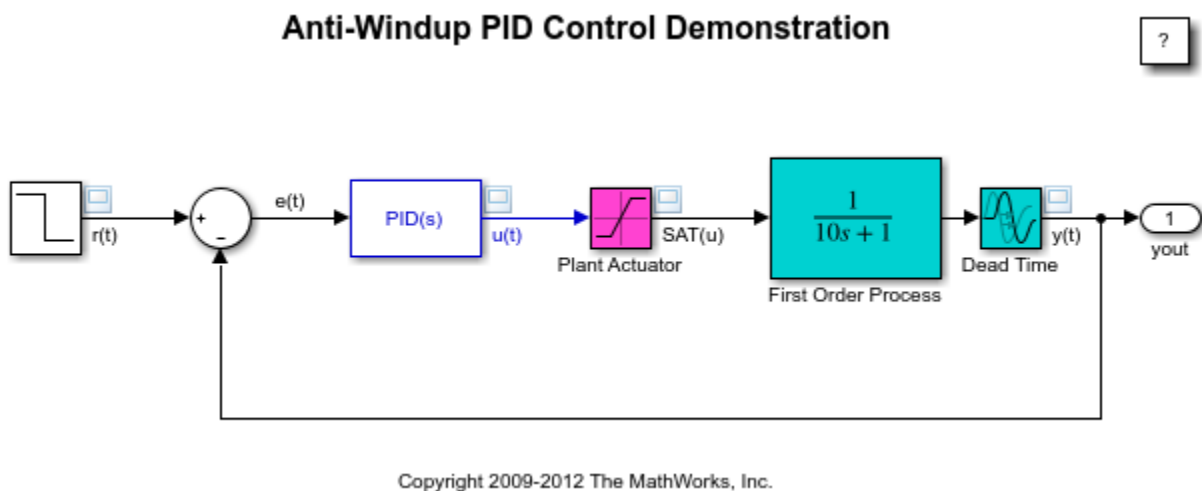 Anti-Windup PID Control Demonstration
?
+
−
r(t)
e(t)
PID(s)
u(t)
Plant Actuator
SAT(u)
1
10s + 1
First Order Process
Dead Time
y(t)
1
yout
Copyright 2009-2012 The MathWorks, Inc.